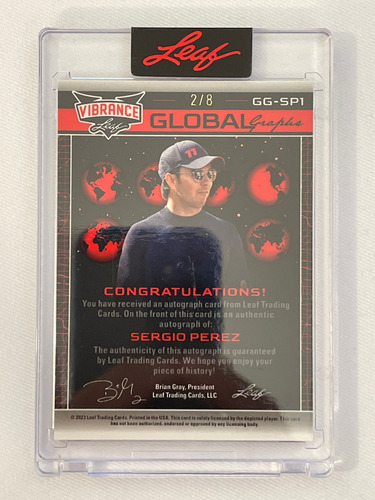 Leaf
VIBRANCE
Leaf
2/8
GG-SP1
GLOBAL Graphs
11
CONGRATULATIONS!
You have received an autograph card from Leaf Trading
Cards. On the front of this card is an authentic
autograph of:
SERGIO PEREZ
The authenticity of this autograph is guaranteed
by Leaf Trading Cards. We hope you enjoy your
piece of history!
Brian Gray, President
Leaf Trading Cards, LLC
Leaf
© 2023 Leaf Trading Cards. Printed in the USA. This card is solely licensed by the depicted player. This card
has not been authorized, endorsed or approved by any licensing body.